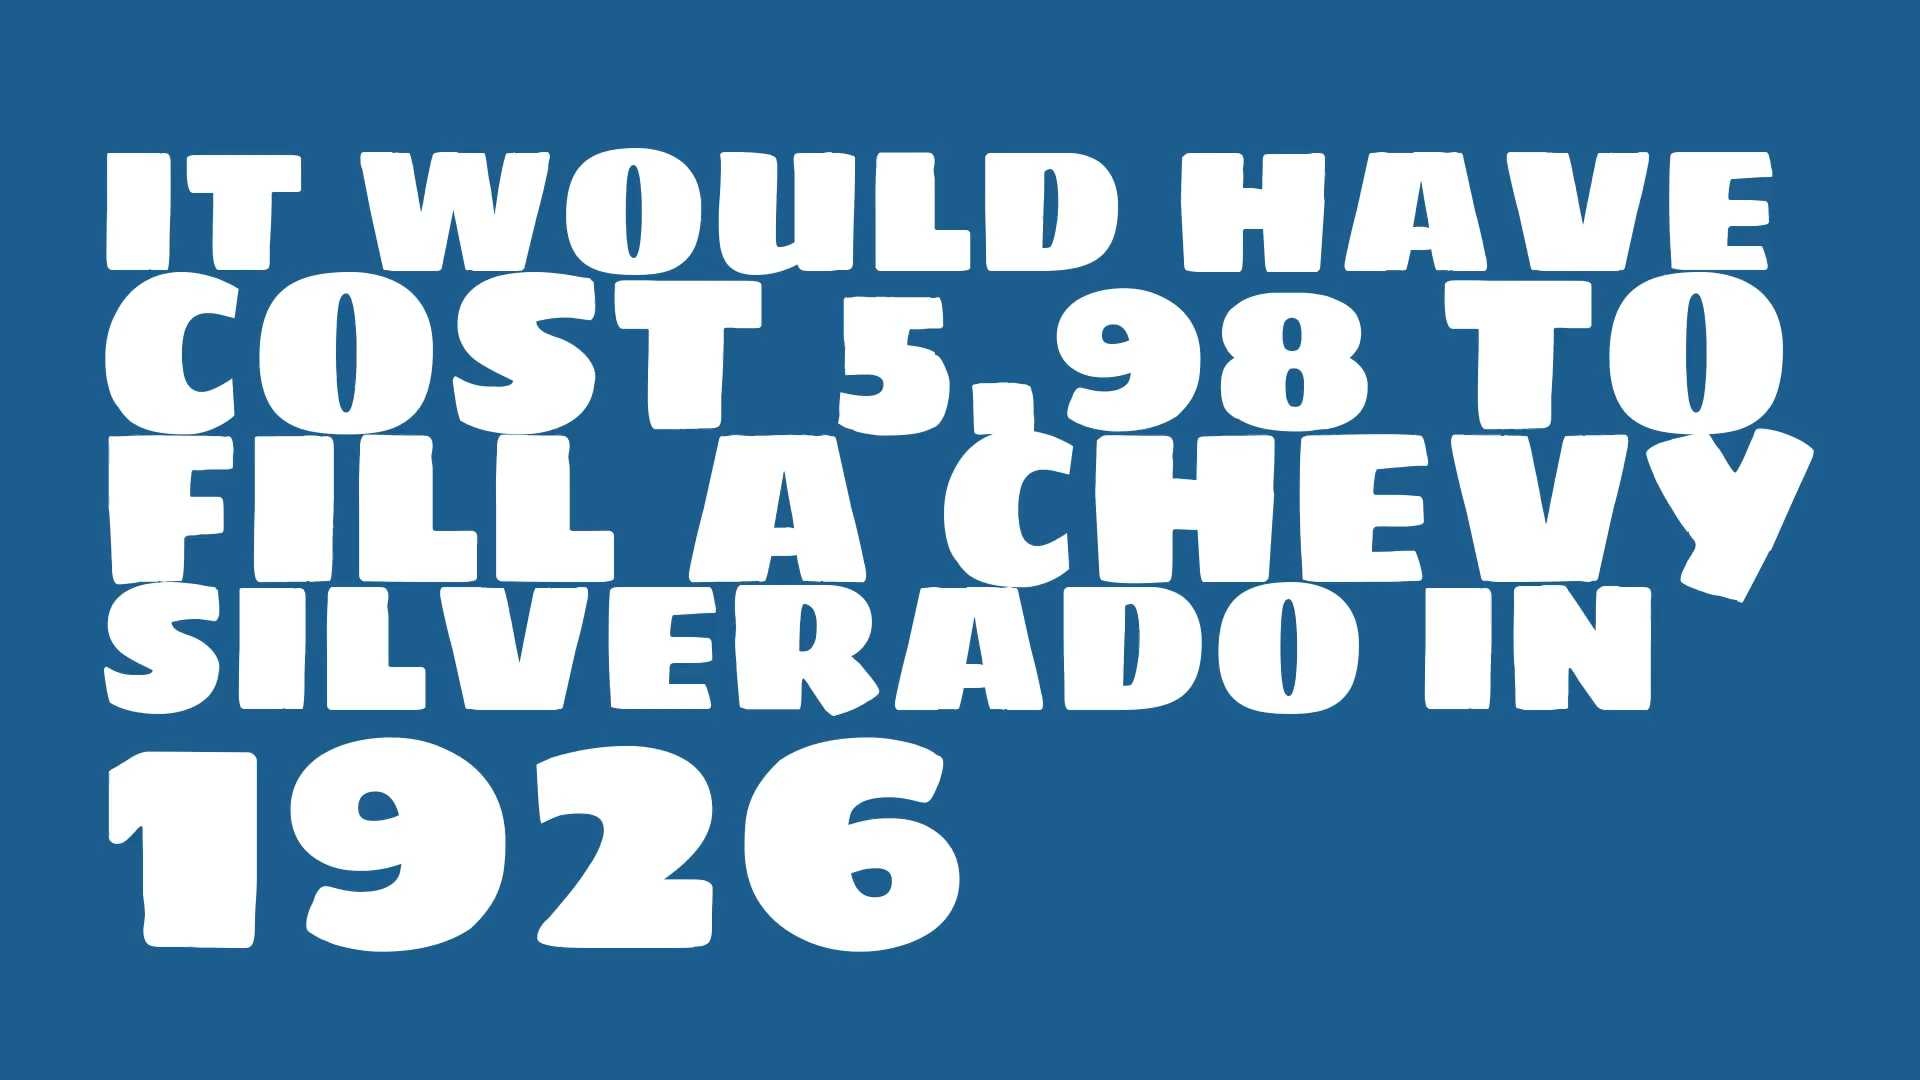 IT WOULD HAVE
COST 5,98 TO
FILL A CHEVY
SILVERADO IN
1926